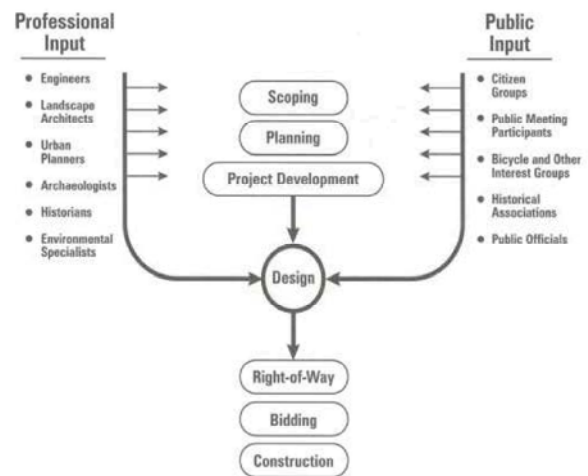 Professional
Input
Engineers
Landscape
Architects
Urban
Planners
Archaeologists
Historians
Environmental
Specialists
Scoping
Planning
Project Development
Design
Right-of-Way
Bidding
Construction
Public
Input
Citizen
Groups
Public Meeting
Participants
Bicycle and Other
Interest Groups
Historical
Associations
Public Officials